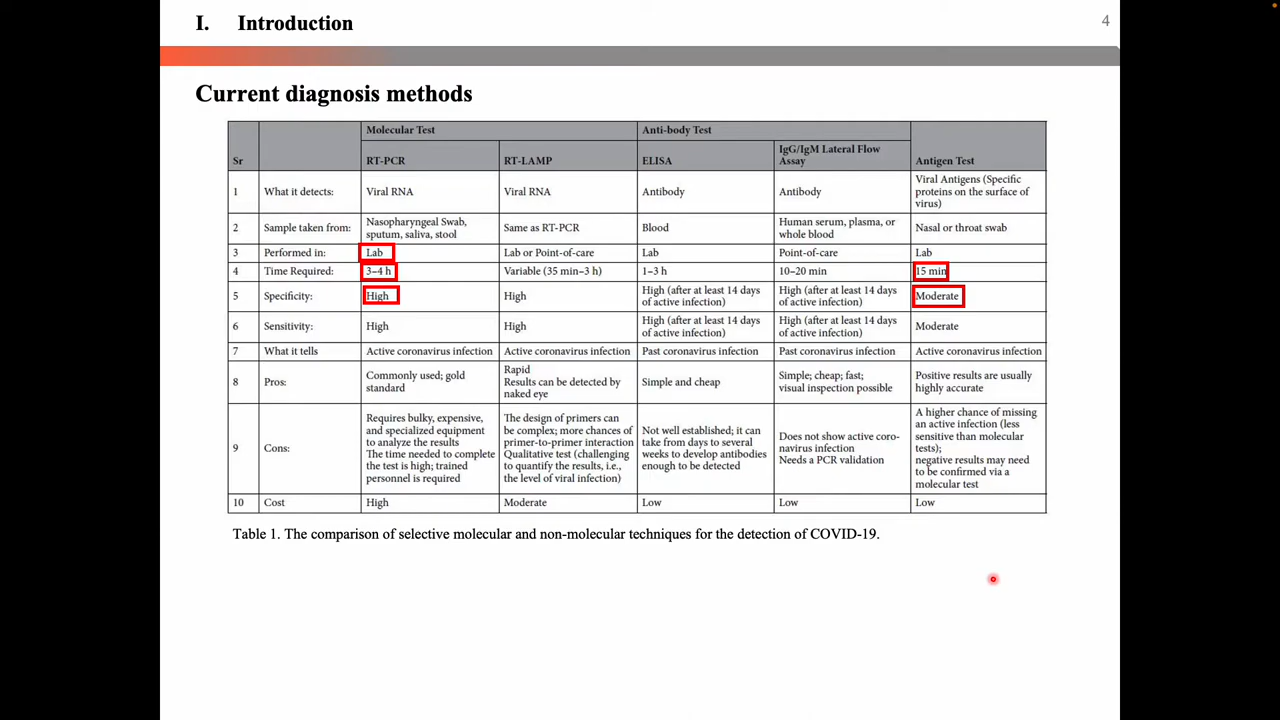 I. Introduction
4
Current diagnosis methods
Molecular Test
Anti-body Test
Sr
RT-PCR
RT-LAMP
ELISA
IgG/IgM Lateral Flow
Assay
Antigen Test
1
What it detects:
Viral RNA
Viral RNA
Antibody
Antibody
Viral Antigens (Specific
proteins on the surface of
virus)
2
Sample taken from:
Nasopharyngeal Swab,
sputum, saliva, stool
Same as RT-PCR
Blood
Human serum, plasma, or
whole blood
Nasal or throat swab
3
Performed in:
Lab
Lab or Point-of-care
Lab
Point-of-care
Lab
4
Time Required:
3–4 h
Variable (35 min–3 h)
1–3 h
10–20 min
15 min
5
Specificity:
High
High
High (after at least 14 days
of active infection)
High (after at least 14 days
of active infection)
Moderate
6
Sensitivity:
High
High
High (after at least 14 days
of active infection)
High (after at least 14 days
of active infection)
Moderate
7
What it tells
Active coronavirus infection
Active coronavirus infection
Past coronavirus infection
Past coronavirus infection
Active coronavirus infection
8
Pros:
Commonly used; gold
standard
Rapid
Results can be detected by
naked eye
Simple and cheap
Simple; cheap; fast;
visual inspection possible
Positive results are usually
highly accurate
9
Cons:
Requires bulky, expensive,
and specialized equipment
to analyze the results
The time needed to complete
the test is high; trained
personnel is required
The design of primers can
be complex; more chances of
primer-to-primer interaction
Qualitative test (challenging
to quantify the results, i.e.,
the level of viral infection)
Not well established; it can
take from days to several
weeks to develop antibodies
enough to be detected
Does not show active coro-
navirus infection
Needs a PCR validation
A higher chance of missing
an active infection (less
sensitive than molecular
tests);
negative results may need
to be confirmed via a
molecular test
10
Cost
High
Moderate
Low
Low
Low
Table 1. The comparison of selective molecular and non-molecular techniques for the detection of COVID-19.